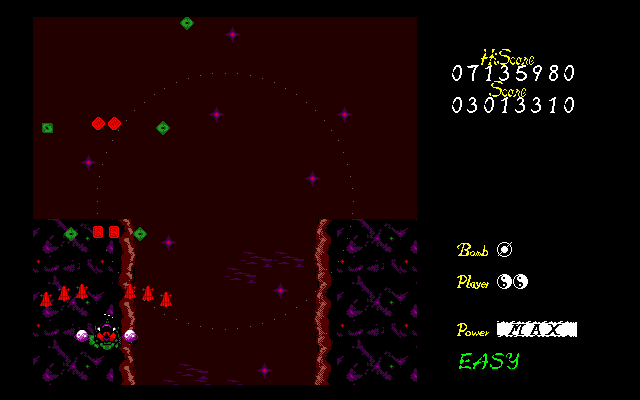 HiScore
07135980
Score
03013310
Bomb
Player
Power MAX
EASY